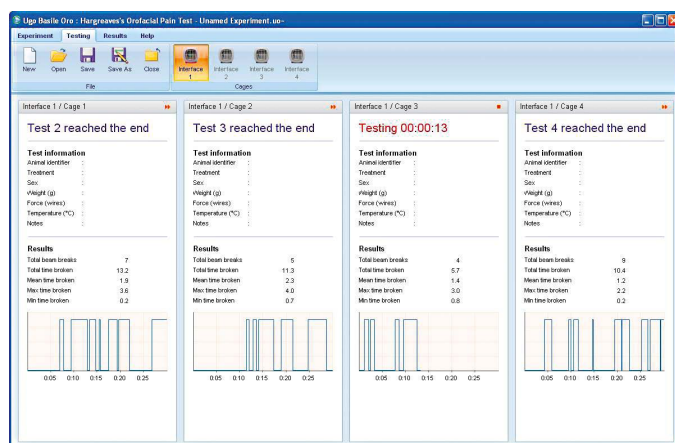 Ugo Basile Oro : Hargreaves's Orofacial Pain Test - Unamed Experiment.uo-
Experiment Testing Results Help
New Open Save Save As Close Interface 1 Interface 2 Interface 3 Interface 4
File Cages
Interface 1 / Cage 1
Test 2 reached the end
Test information
Animal identifier :
Treatment :
Sex :
Weight (g) :
Force (wires) :
Temperature (°C) :
Notes :
Results
Total beam breaks 7
Total time broken 13.2
Mean time broken 1.9
Max time broken 3.6
Min time broken 0.2
0:05 0:10 0:15 0:20 0:25
Interface 1 / Cage 2
Test 3 reached the end
Test information
Animal identifier :
Treatment :
Sex :
Weight (g) :
Force (wires) :
Temperature (°C) :
Notes :
Results
Total beam breaks 5
Total time broken 11.3
Mean time broken 2.3
Max time broken 4.0
Min time broken 0.7
0:05 0:10 0:15 0:20 0:25
Interface 1 / Cage 3
Testing 00:00:13
Test information
Animal identifier :
Treatment :
Sex :
Weight (g) :
Force (wires) :
Temperature (°C) :
Notes :
Results
Total beam breaks 4
Total time broken 5.7
Mean time broken 1.4
Max time broken 3.0
Min time broken 0.8
0:05 0:10 0:15 0:20 0:25
Interface 1 / Cage 4
Test 4 reached the end
Test information
Animal identifier :
Treatment :
Sex :
Weight (g) :
Force (wires) :
Temperature (°C) :
Notes :
Results
Total beam breaks 9
Total time broken 10.4
Mean time broken 1.2
Max time broken 2.2
Min time broken 0.2
0:05 0:10 0:15 0:20 0:25